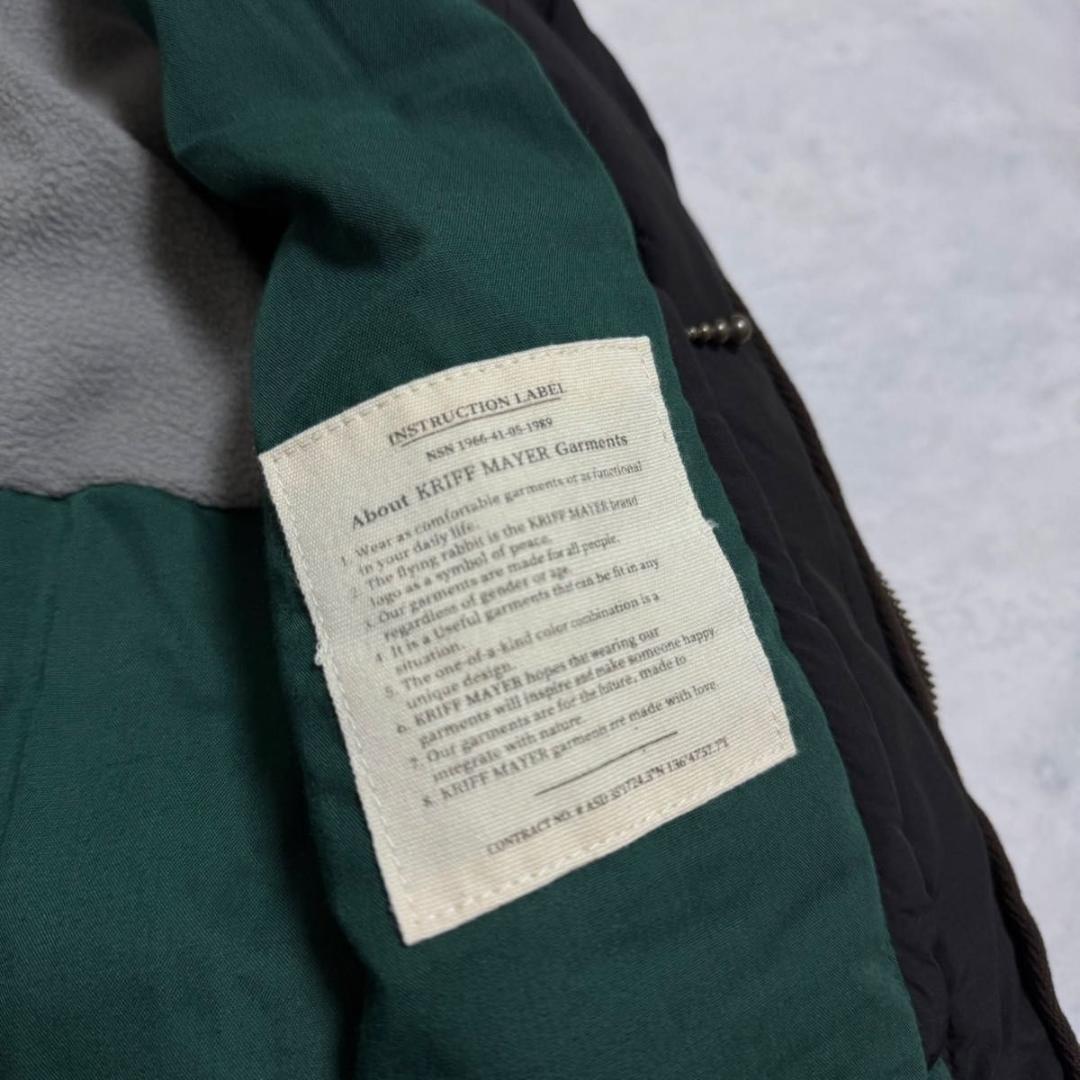 INSTRUCTION LABEL
NSN 1966-41-05-1989
About KRIFF MAYER Garments
1. Wear as comfortable garments or as functional
in your daily life.
2. The flying rabbit is the KRIFF MAYER brand
logo as a symbol of peace.
3. Our garments are made for all people,
regardless of gender or age.
4. It is a Useful garments that can be fit in any
situation.
5. The one-of-a-kind color combination is a
unique design.
6. KRIFF MAYER hopes that wearing our
garments will inspire and make someone happy.
7. Our garments are for the future, made to
integrate with nature.
8. KRIFF MAYER garments are made with love.
CONTRACT NO. # ASD